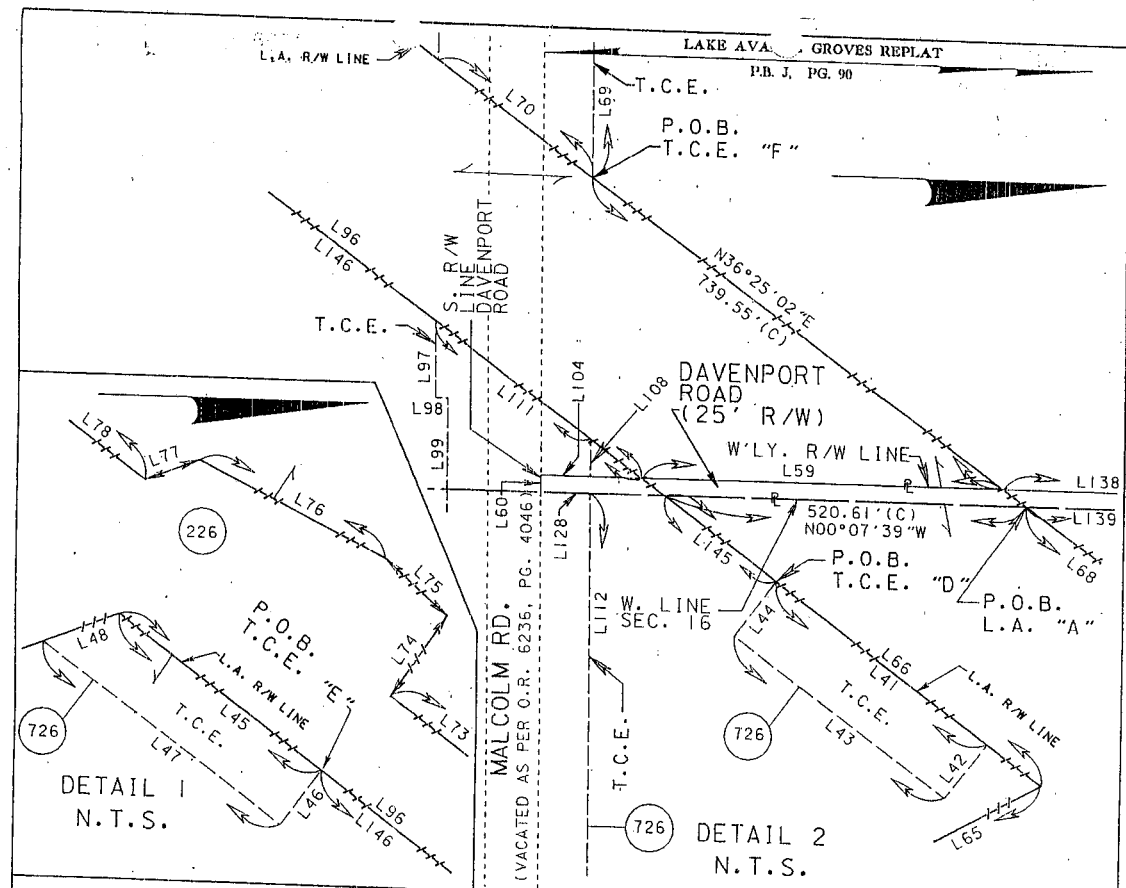 L.A. R/W LINE
LAKE AVA GROVES REPLAT
P.B. J, PG. 90
L70
L69
T.C.E.
P.O.B.
T.C.E. "F"
L96
L146
S. R/W
LINE
DAVENPORT
ROAD
N36°25'02"E
739.55'(C)
T.C.E.
L97
L98
L99
L111
L104
L108
DAVENPORT
ROAD
(25' R/W)
W'LY. R/W LINE
L59
L138
L139
L60
L128
520.61'(C)
N00°07'39"W
L145
L68
P.O.B.
T.C.E. "D"
P.O.B.
L.A. "A"
W. LINE
SEC. 16
L112
T.C.E.
L44
L66
L41
L.A. R/W LINE
T.C.E.
L43
L42
726
L65
726
DETAIL 2
N.T.S.
MALCOLM RD.
(VACATED AS PER O.R. 6236, PG. 4046)
L78
L77
L76
226
L75
L74
L73
P.O.B.
T.C.E. "E"
L48
L.A. R/W LINE
L45
T.C.E.
L47
L46
726
L96
L146
DETAIL 1
N.T.S.